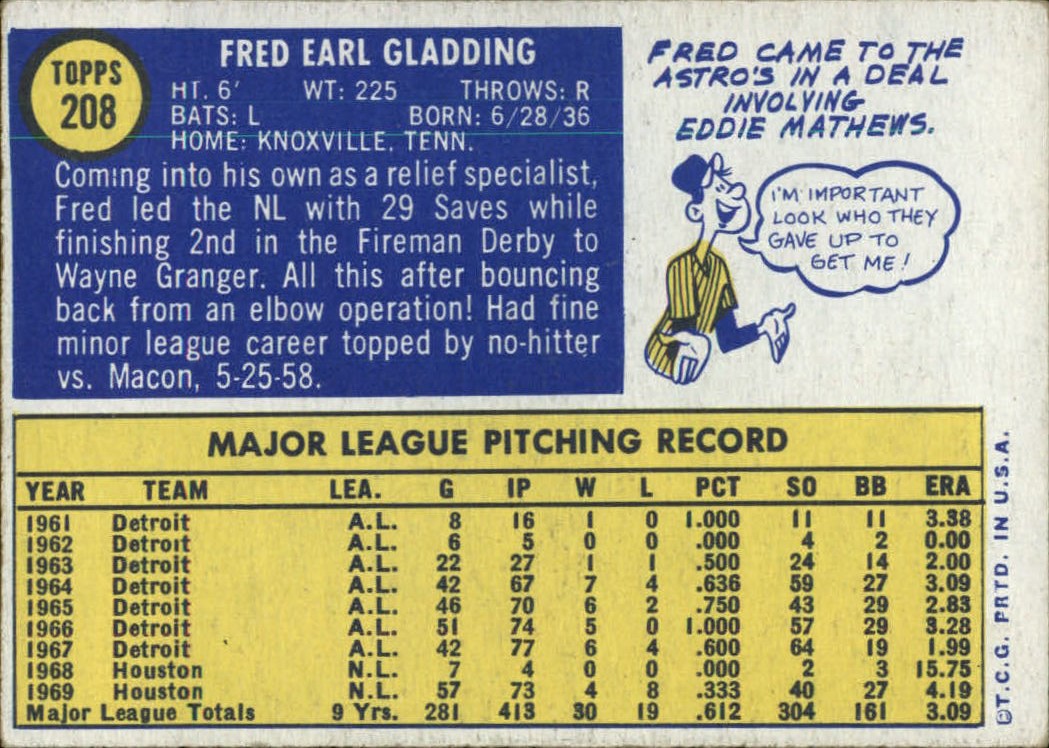 TOPPS
208
FRED EARL GLADDING
HT. 6' WT: 225 THROWS: R
BATS: L BORN: 6/28/36
HOME: KNOXVILLE, TENN.
Coming into his own as a relief specialist,
Fred led the NL with 29 Saves while
finishing 2nd in the Fireman Derby to
Wayne Granger. All this after bouncing
back from an elbow operation! Had fine
minor league career topped by no-hitter
vs. Macon, 5-25-58.
FRED CAME TO THE
ASTRO'S IN A DEAL
INVOLVING
EDDIE MATHEWS.
I'M IMPORTANT
LOOK WHO THEY
GAVE UP TO
GET ME!
MAJOR LEAGUE PITCHING RECORD
YEAR TEAM LEA. G IP W L PCT SO BB ERA
1961 Detroit A.L. 8 16 1 0 1.000 11 11 3.38
1962 Detroit A.L. 6 5 0 0 .000 4 2 0.00
1963 Detroit A.L. 22 27 1 1 .500 24 14 2.00
1964 Detroit A.L. 42 67 7 4 .636 59 27 3.09
1965 Detroit A.L. 46 70 6 2 .750 43 29 2.83
1966 Detroit A.L. 51 74 5 0 1.000 57 29 3.28
1967 Detroit A.L. 42 77 6 4 .600 64 19 1.99
1968 Houston N.L. 7 4 0 0 .000 2 3 15.75
1969 Houston N.L. 57 73 4 8 .333 40 27 4.19
Major League Totals 9 Yrs. 281 413 30 19 .612 304 161 3.09
©T.C.G. PRTD. IN U.S.A.